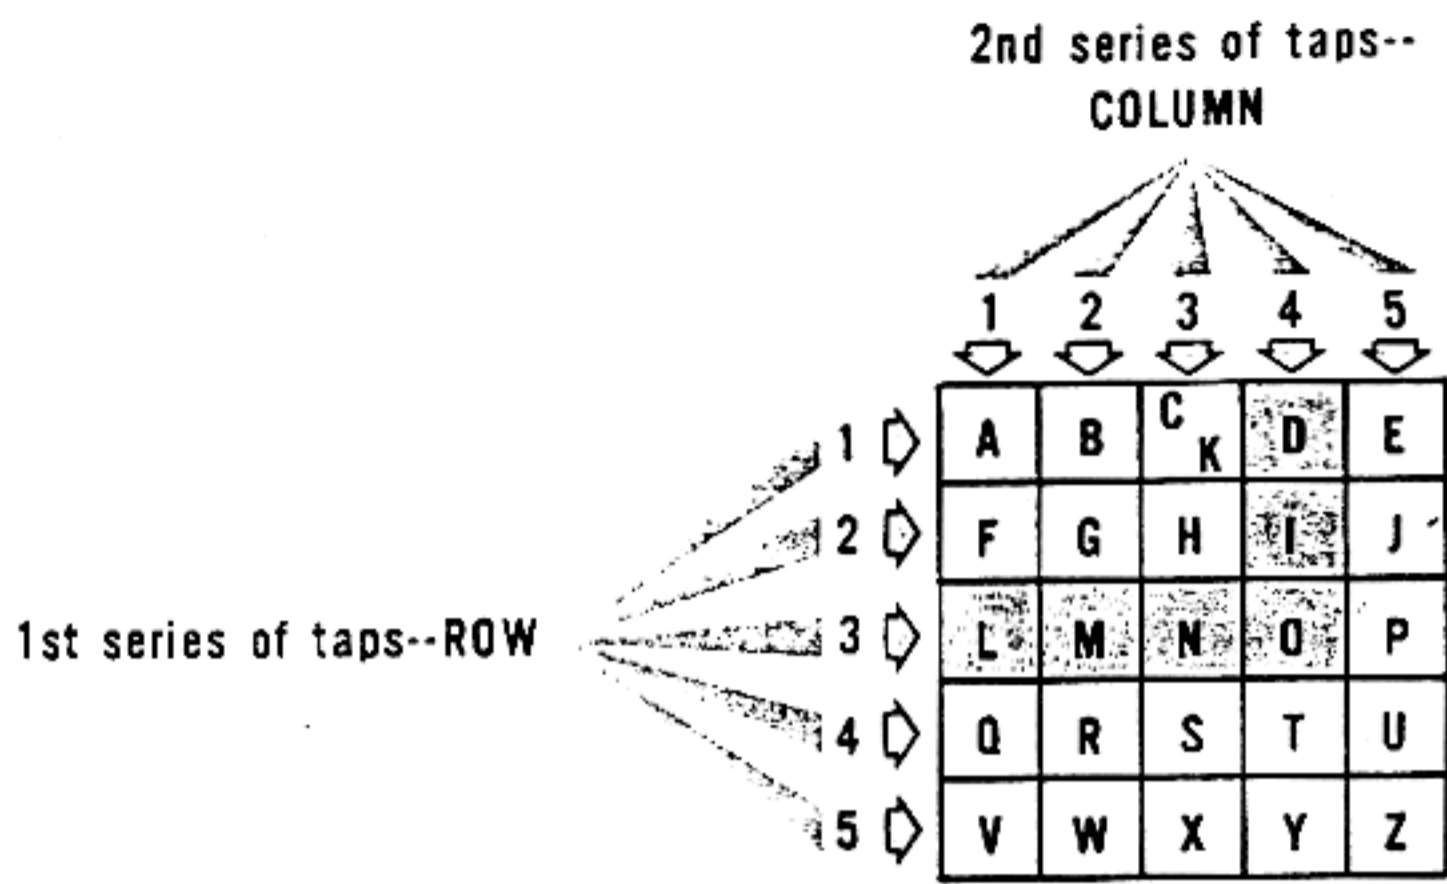 2nd series of taps--
COLUMN
1 2 3 4 5
1 A B C K D E
2 F G H I J
1st series of taps--ROW
3 L M N O P
4 Q R S T U
5 V W X Y Z